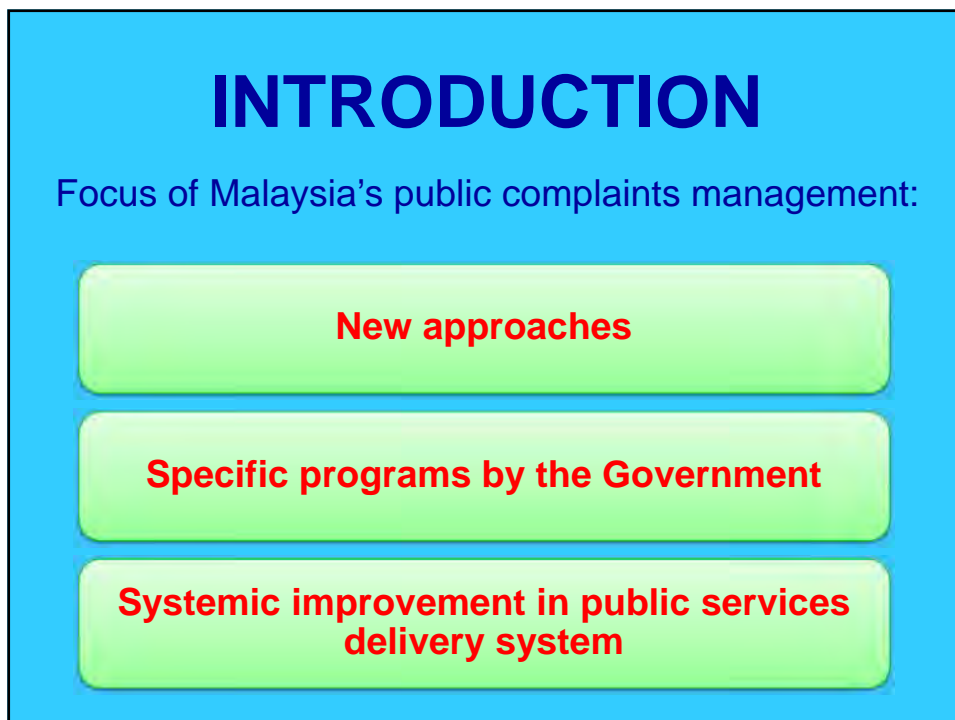 INTRODUCTION
Focus of Malaysia’s public complaints management:
New approaches
Specific programs by the Government
Systemic improvement in public services
delivery system